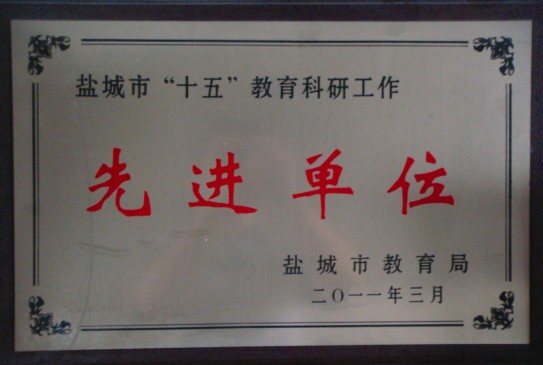 盐城市“十五”教育科研工作
先进单位
盐城市教育局
二〇一一年三月